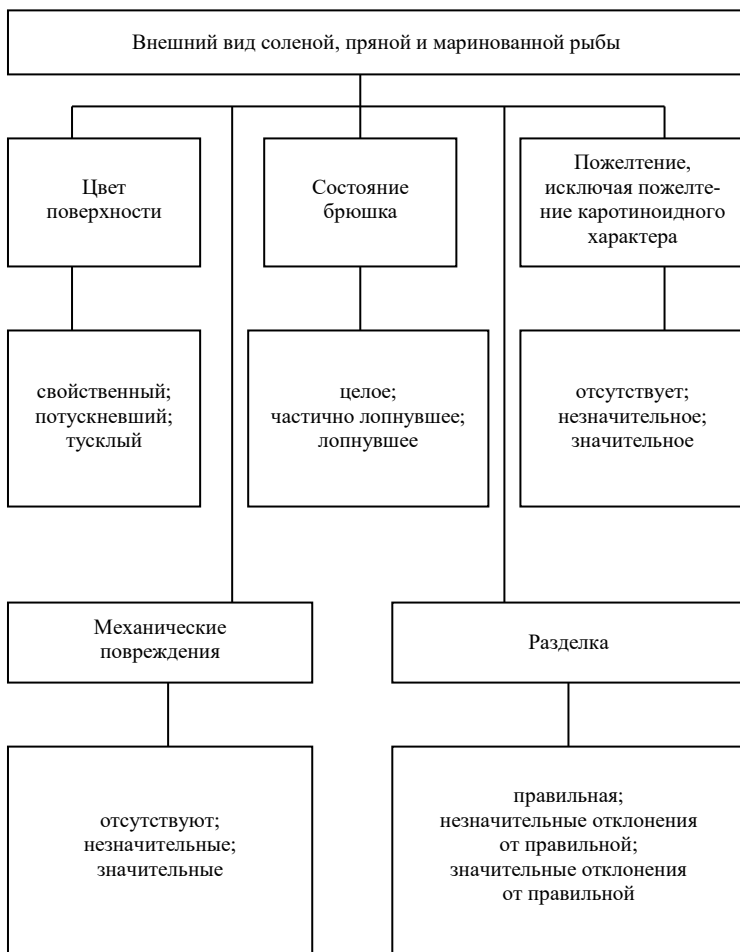 Внешний вид соленой, пряной и маринованной рыбы
Цвет
поверхности
Состояние
брюшка
Пожелтение,
исключая пожелте-
ние каротиноидного
характера
свойственный;
потускневший;
тусклый
целое;
частично лопнувшее;
лопнувшее
отсутствует;
незначительное;
значительное
Механические
повреждения
Разделка
отсутствуют;
незначительные;
значительные
правильная;
незначительные отклонения
от правильной;
значительные отклонения
от правильной